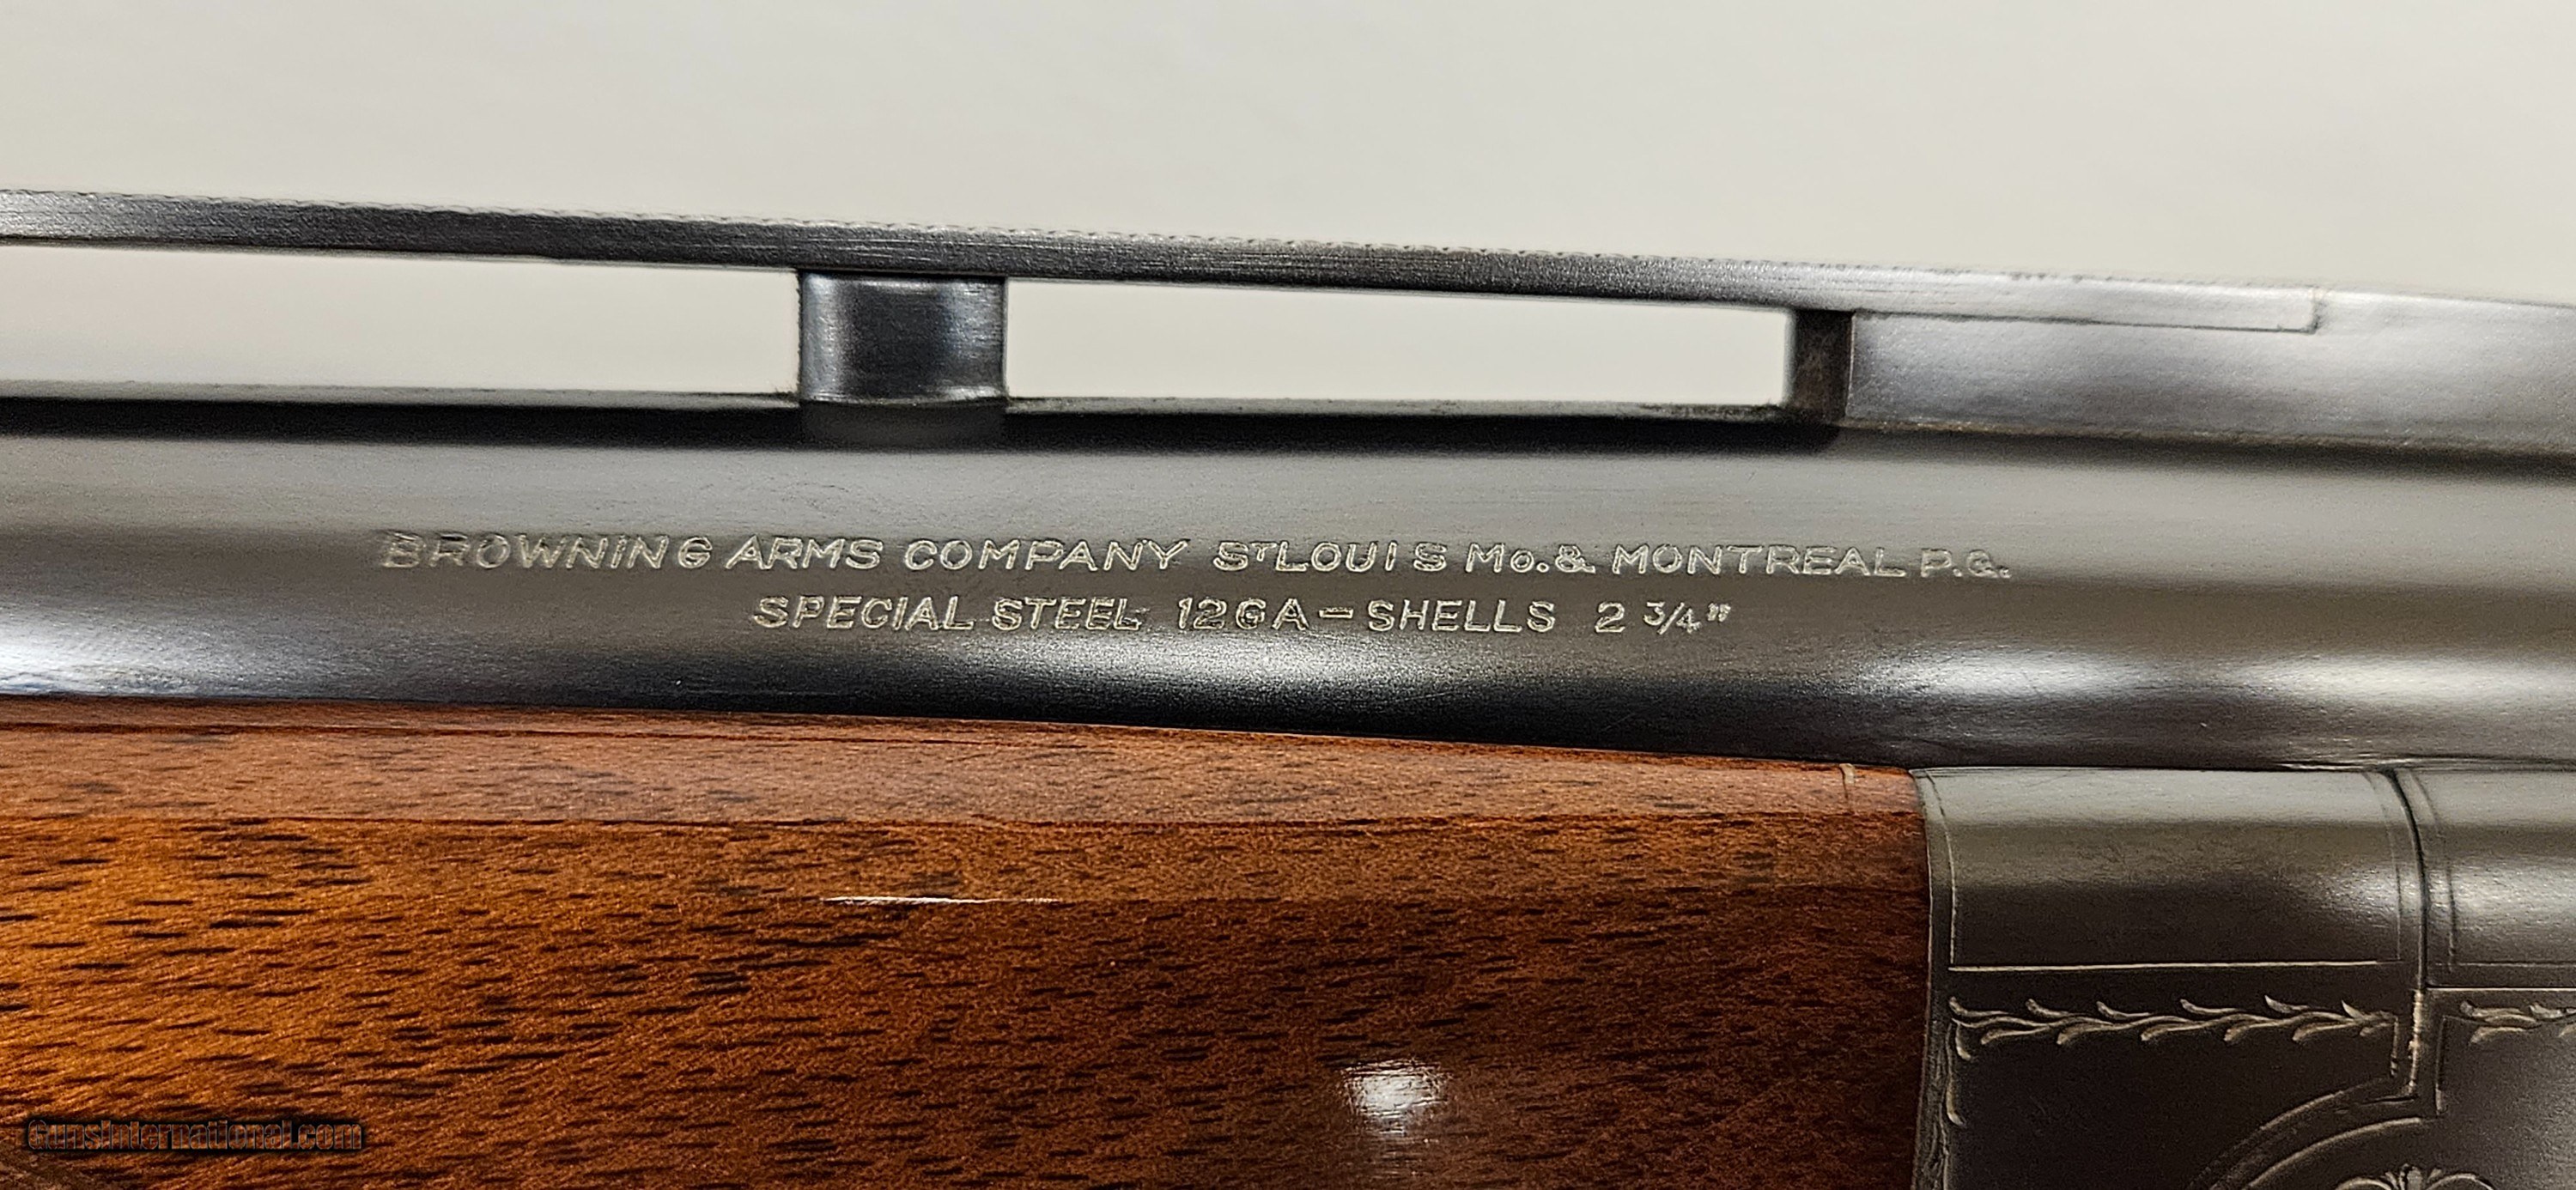 BROWNING ARMS COMPANY ST LOUIS Mo. & MONTREAL P.Q.
SPECIAL STEEL 12GA-SHELLS 2 3/4"
GunsInternational.com